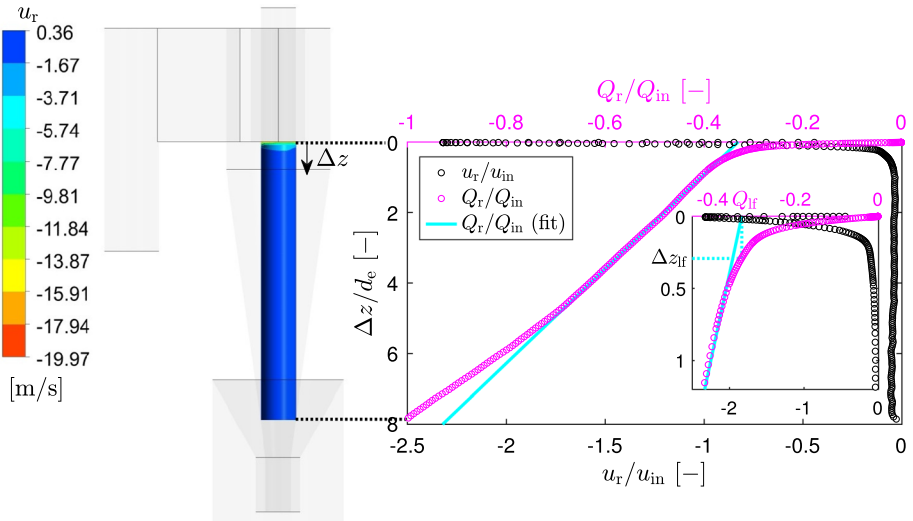 u_r
0.36
-1.67
-3.71
-5.74
-7.77
-9.81
-11.84
-13.87
-15.91
-17.94
-19.97
[m/s]
Δz
Q_r/Q_in [−]
-1 -0.8 -0.6 -0.4 -0.2 0
0
2
4
6
8
Δz/d_e [−]
u_r/u_in
Q_r/Q_in
Q_r/Q_in (fit)
-0.4 Q_lf -0.2 0
0
Δz_lf
0.5
1
-2 -1 0
-2.5 -2 -1.5 -1 -0.5 0
u_r/u_in [−]